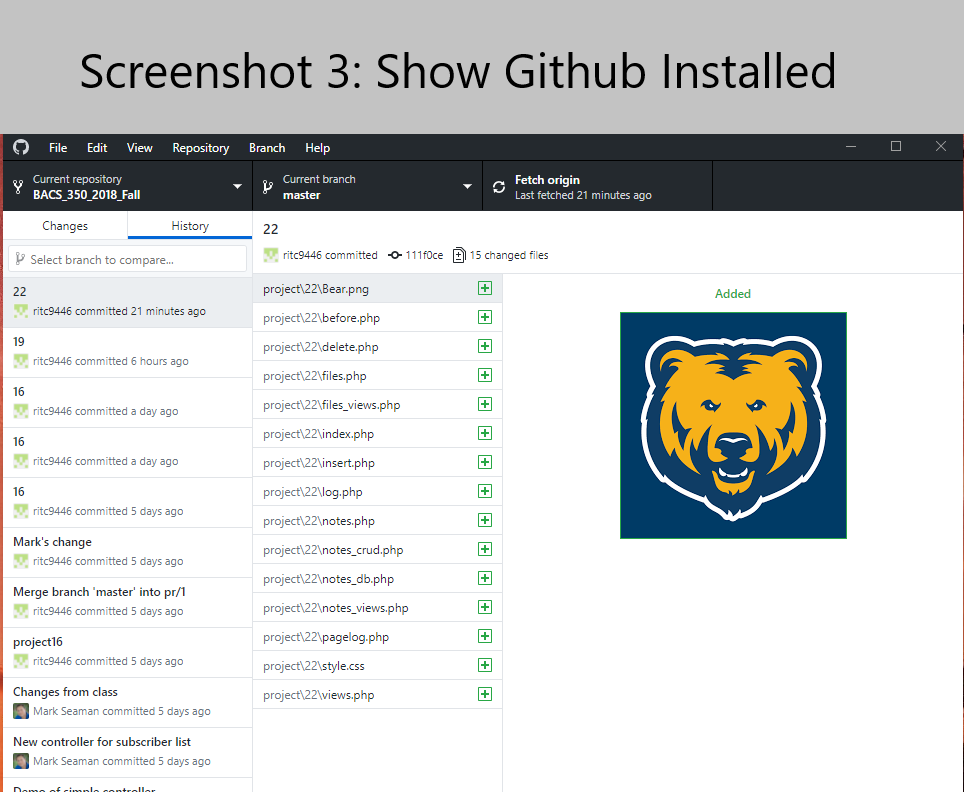 Screenshot 3: Show Github Installed
File Edit View Repository Branch Help
Current repository
BACS_350_2018_Fall
Current branch
master
Fetch origin
Last fetched 21 minutes ago
Changes History
Select branch to compare...
22
ritc9446 committed 21 minutes ago
19
ritc9446 committed 6 hours ago
16
ritc9446 committed a day ago
16
ritc9446 committed a day ago
16
ritc9446 committed 5 days ago
Mark's change
ritc9446 committed 5 days ago
Merge branch 'master' into pr/1
ritc9446 committed 5 days ago
project16
ritc9446 committed 5 days ago
Changes from class
Mark Seaman committed 5 days ago
New controller for subscriber list
Mark Seaman committed 5 days ago
Demo of simple controller
22
ritc9446 committed 111f0ce 15 changed files
project\22\Bear.png
project\22\before.php
project\22\delete.php
project\22\files.php
project\22\files_views.php
project\22\index.php
project\22\insert.php
project\22\log.php
project\22\notes.php
project\22\notes_crud.php
project\22\notes_db.php
project\22\notes_views.php
project\22\pagelog.php
project\22\style.css
project\22\views.php
Added